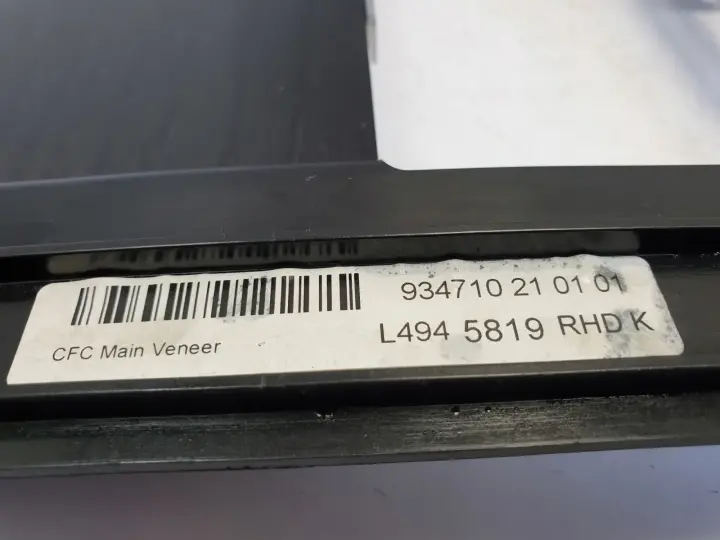 934710 21 01 01
L494 5819 RHD K
CFC Main Veneer